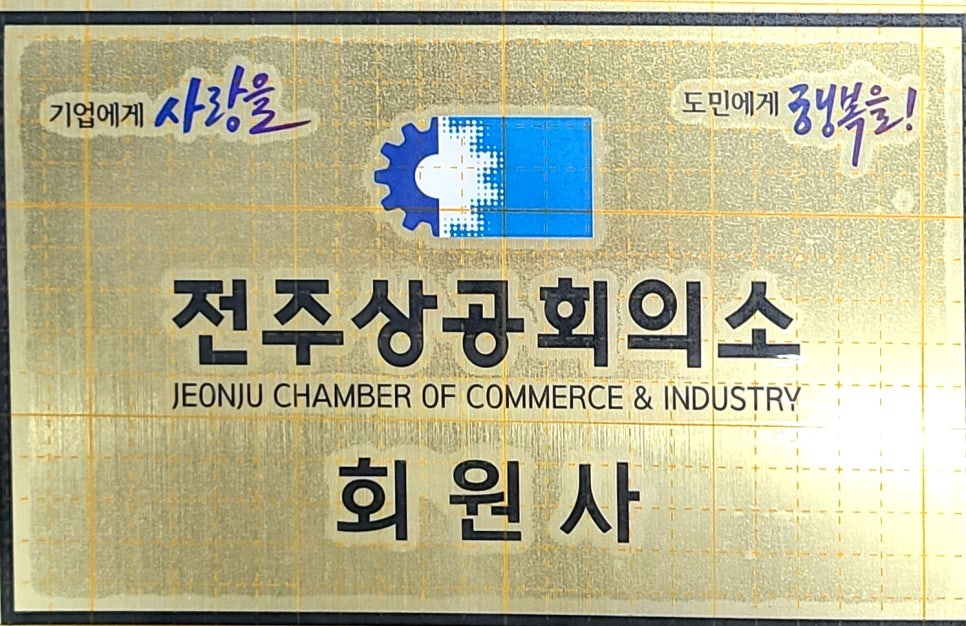 기업에게 사랑을
도민에게 행복을!
전주상공회의소
JEONJU CHAMBER OF COMMERCE & INDUSTRY
회원사